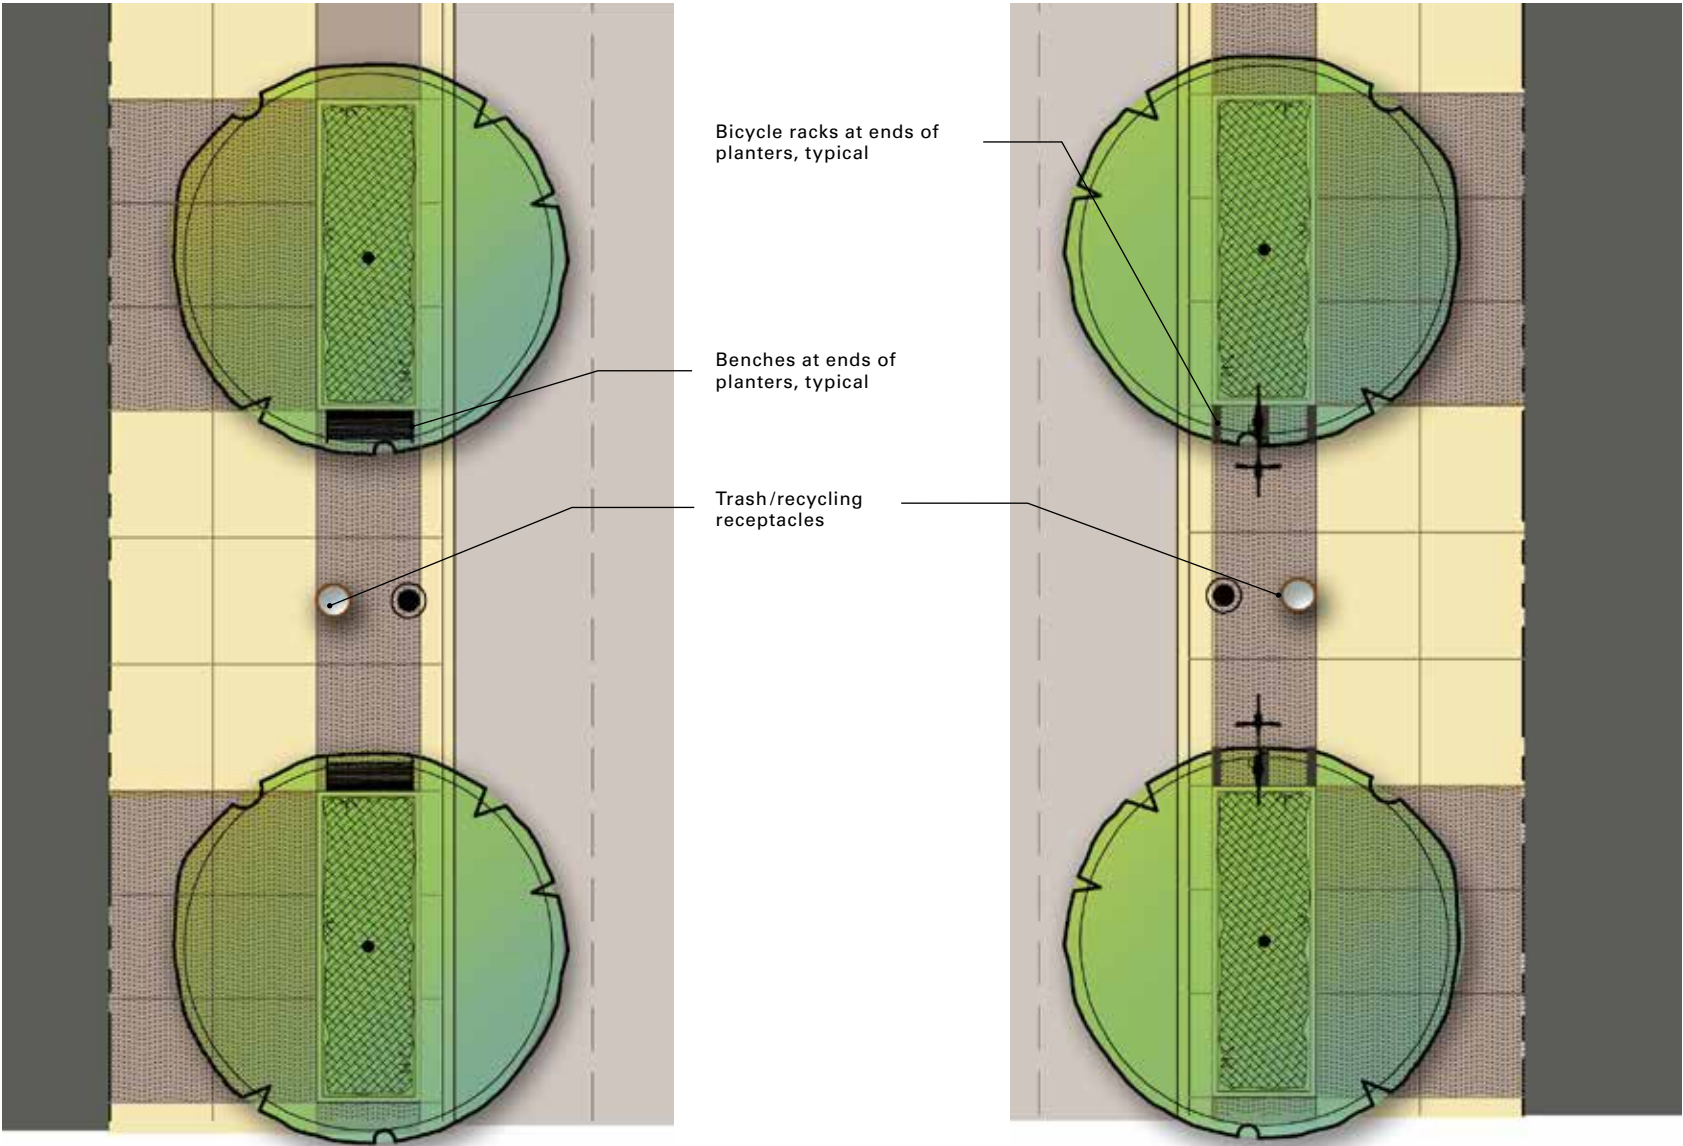 Bicycle racks at ends of
planters, typical
Benches at ends of
planters, typical
Trash/recycling
receptacles